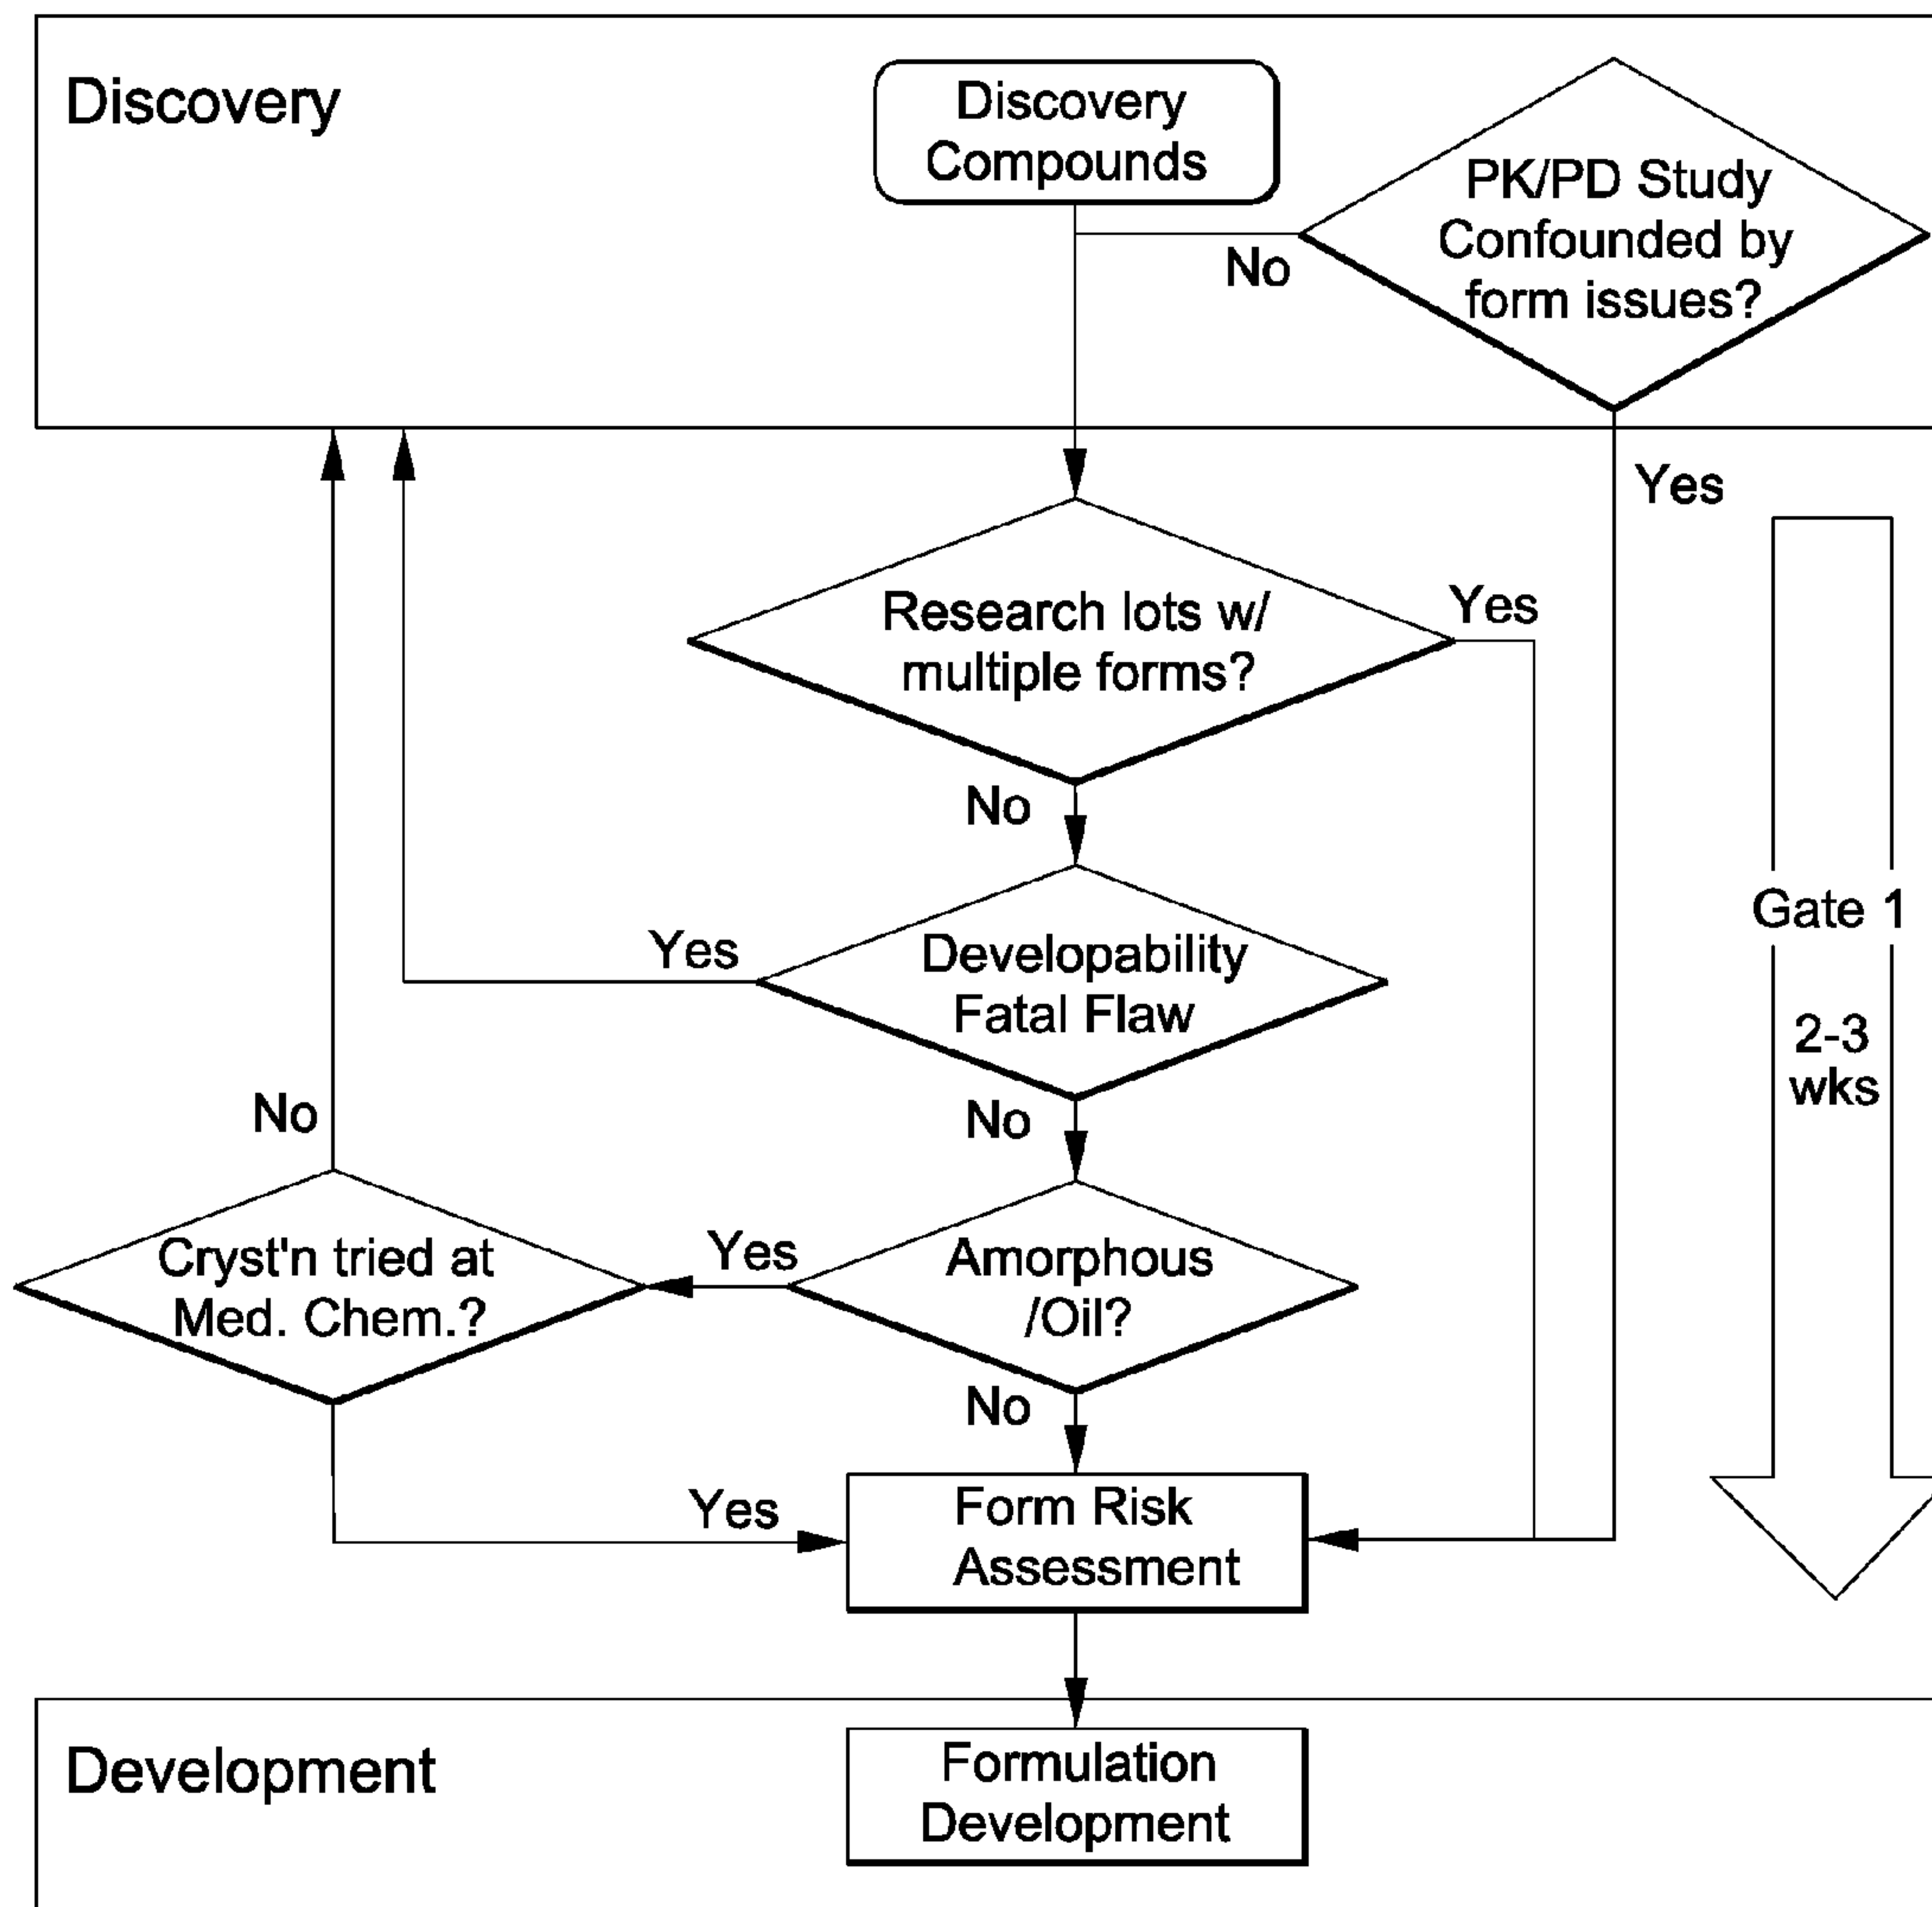 Discovery
Discovery
Compounds
PK/PD Study
Confounded by
form issues?
No
Yes
Research lots w/
multiple forms?
Yes
No
Gate 1
2-3
wks
Developability
Fatal Flaw
Yes
No
No
Cryst'n tried at
Med. Chem.?
Yes
Amorphous
/Oil?
No
Yes
Form Risk
Assessment
Development
Formulation
Development